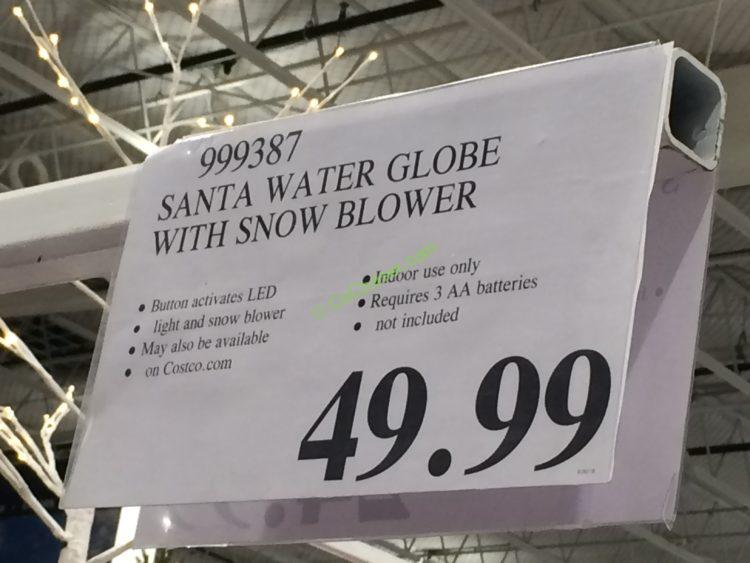 999387
SANTA WATER GLOBE
WITH SNOW BLOWER
• Button activates LED
• light and snow blower
• May also be available
• on Costco.com
• Indoor use only
• Requires 3 AA batteries
• not included
49.99